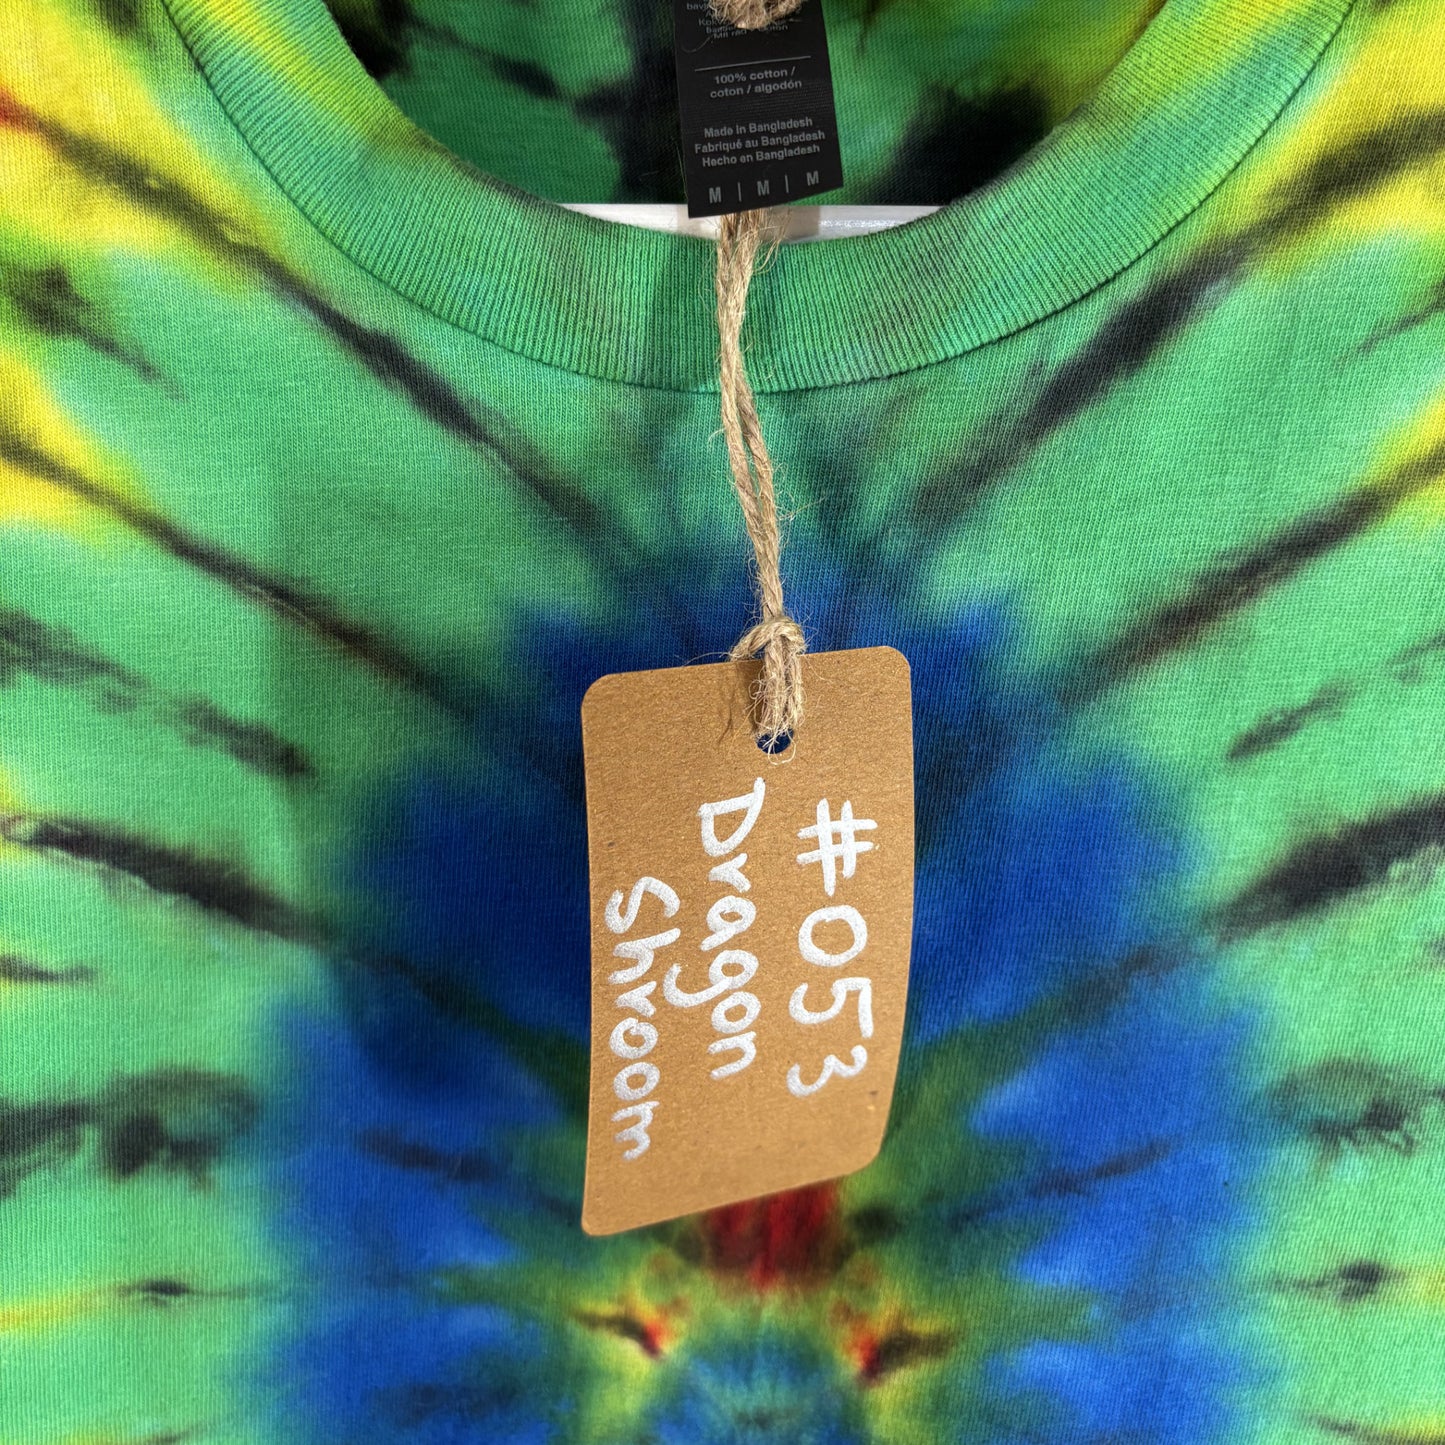 100% cotton /
coton / algodón
Made in Bangladesh
Fabriqué au Bangladesh
Hecho en Bangladesh
M | M | M
#053
Dragon
Shroom